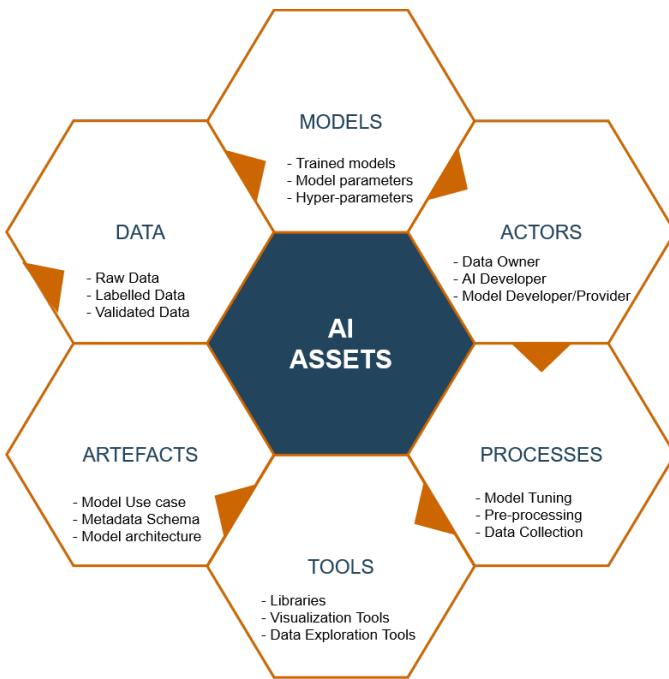 MODELS
- Trained models
- Model parameters
- Hyper-parameters
DATA
- Raw Data
- Labelled Data
- Validated Data
ACTORS
- Data Owner
- AI Developer
- Model Developer/Provider
AI
ASSETS
ARTEFACTS
- Model Use case
- Metadata Schema
- Model architecture
PROCESSES
- Model Tuning
- Pre-processing
- Data Collection
TOOLS
- Libraries
- Visualization Tools
- Data Exploration Tools